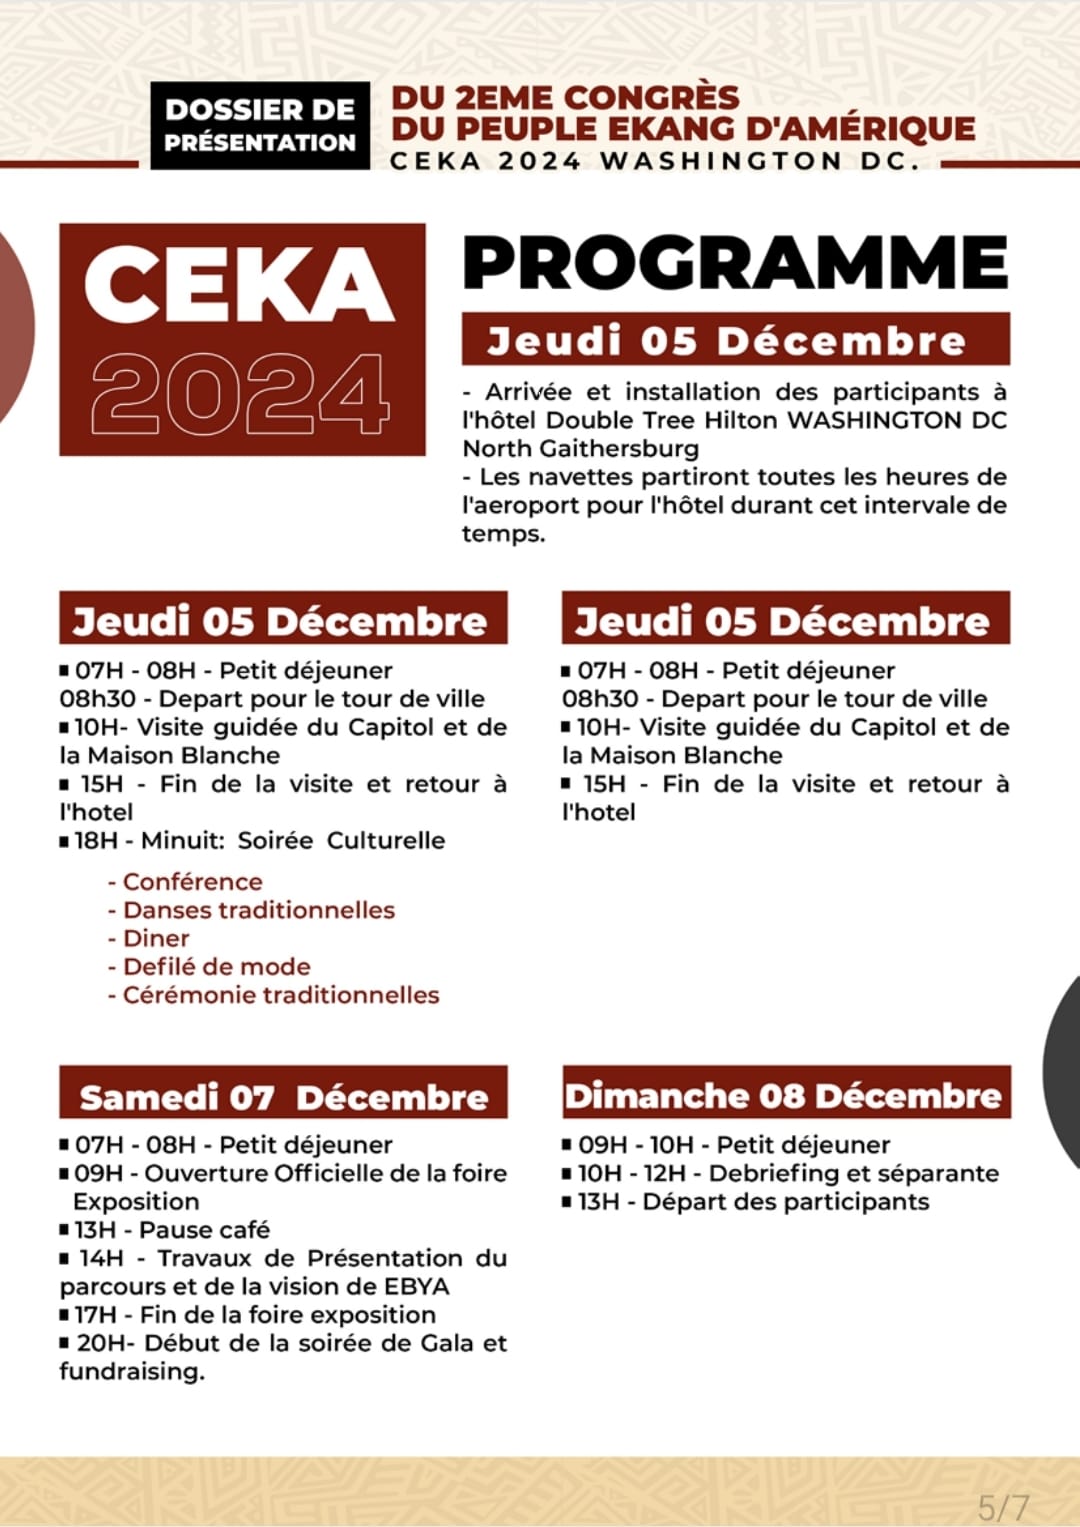 DOSSIER DE
PRÉSENTATION
DU 2EME CONGRÈS
DU PEUPLE EKANG D'AMÉRIQUE
CEKA 2024 WASHINGTON DC.
CEKA
2024
PROGRAMME
Jeudi 05 Décembre
- Arrivée et installation des participants à
l'hôtel Double Tree Hilton WASHINGTON DC
North Gaithersburg
- Les navettes partiront toutes les heures de
l'aeroport pour l'hôtel durant cet intervale de
temps.
Jeudi 05 Décembre
▪ 07H - 08H - Petit déjeuner
08h30 - Depart pour le tour de ville
▪ 10H- Visite guidée du Capitol et de
la Maison Blanche
▪ 15H - Fin de la visite et retour à
l'hotel
▪ 18H - Minuit: Soirée Culturelle
- Conférence
- Danses traditionnelles
- Diner
- Defilé de mode
- Cérémonie traditionnelles
Jeudi 05 Décembre
▪ 07H - 08H - Petit déjeuner
08h30 - Depart pour le tour de ville
▪ 10H- Visite guidée du Capitol et de
la Maison Blanche
▪ 15H - Fin de la visite et retour à
l'hotel
Samedi 07 Décembre
▪ 07H - 08H - Petit déjeuner
▪ 09H - Ouverture Officielle de la foire
Exposition
▪ 13H - Pause café
▪ 14H - Travaux de Présentation du
parcours et de la vision de EBYA
▪ 17H - Fin de la foire exposition
▪ 20H- Début de la soirée de Gala et
fundraising.
Dimanche 08 Décembre
▪ 09H - 10H - Petit déjeuner
▪ 10H - 12H - Debriefing et séparante
▪ 13H - Départ des participants
5/7